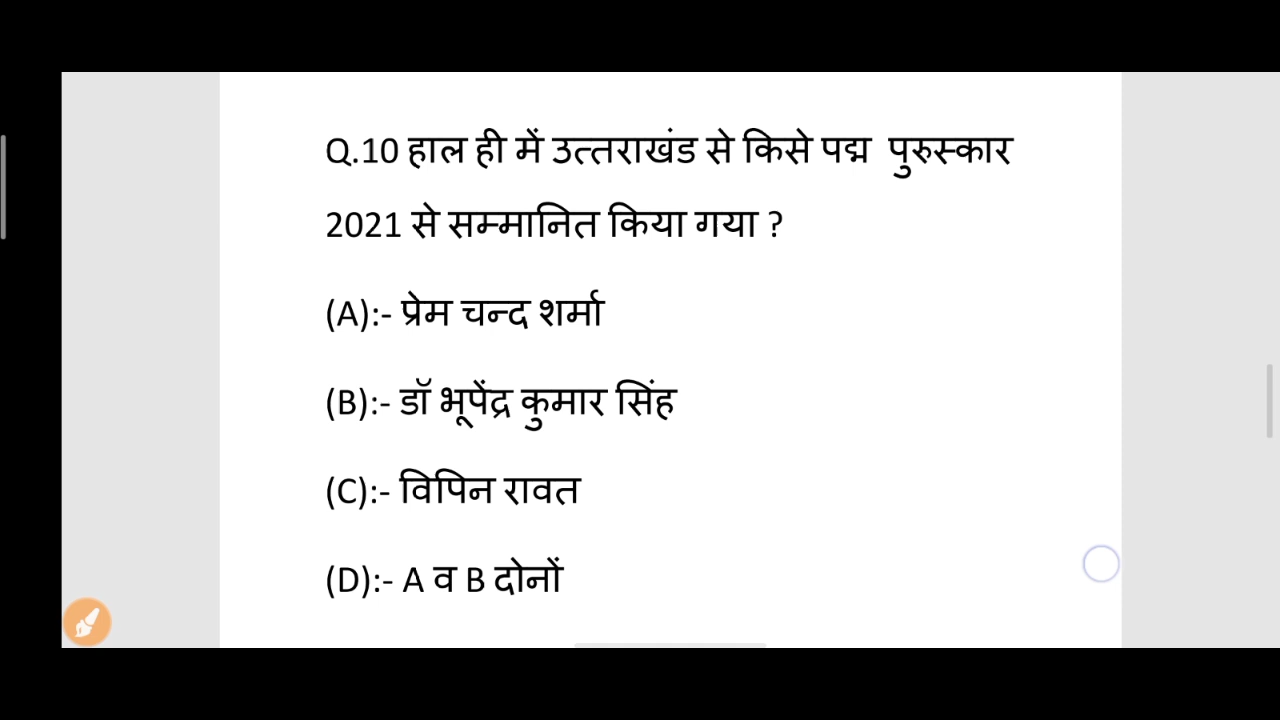 Q.10 हाल ही में उत्तराखंड से किसे पद्म पुरुस्कार
2021 से सम्मानित किया गया ?
(A):- प्रेम चन्द शर्मा
(B):- डॉ भूपेंद्र कुमार सिंह
(C):- विपिन रावत
(D):- A व B दोनों